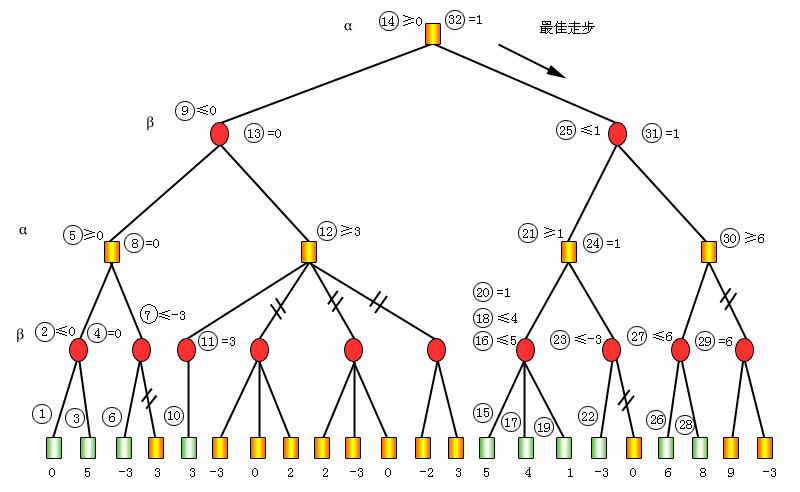 α ⑭ ≥0 ㉜ =1 最佳走步
β ⑨ ≤0 ⑬ =0 ㉕ ≤1 ㉛ =1
α ⑤ ≥0 ⑧ =0 ⑫ ≥3 ㉑ ≥1 ㉔ =1 ㉚ ≥6
⑳ =1
⑦ ≤-3 ⑱ ≤4
β ② ≤0 ④ =0 ⑪ =3 ⑯ ≤5 ㉓ ≤-3 ㉗ ≤6 ㉙ =6
① ③ ⑥ ⑩ ⑮ ⑰ ⑲ ㉒ ㉖ ㉘
0 5 -3 3 3 -3 0 2 2 -3 0 -2 3 5 4 1 -3 0 6 8 9 -3